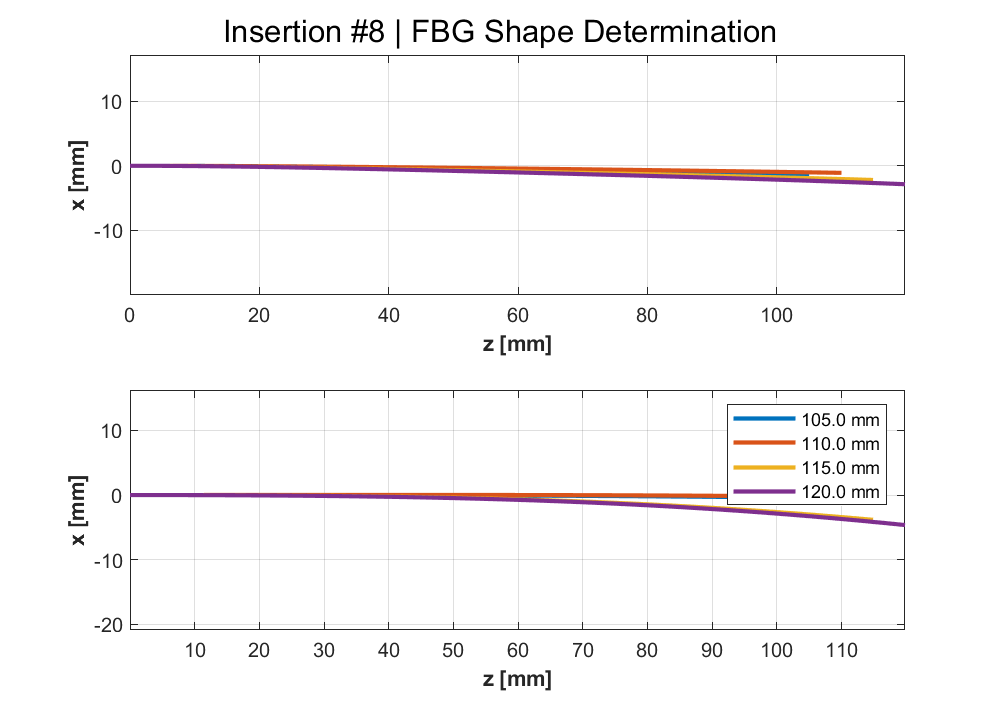 Insertion #8 | FBG Shape Determination
10
0
-10
x [mm]
0 20 40 60 80 100
z [mm]
105.0 mm
110.0 mm
115.0 mm
120.0 mm
10
0
-10
-20
x [mm]
10 20 30 40 50 60 70 80 90 100 110
z [mm]